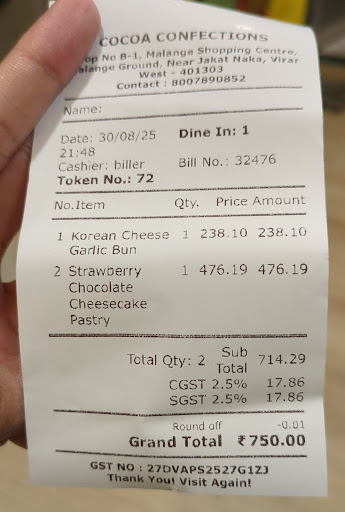 COCOA CONFECTIONS
op No B-1, Malange Shopping Centre,
alange Ground, Near Jakat Naka, Virar
West - 401303
Contact : 8007890852
Name:
Date: 30/08/25 Dine In: 1
21:48
Cashier: biller Bill No.: 32476
Token No.: 72
No.Item Qty. Price Amount
1 Korean Cheese 1 238.10 238.10
Garlic Bun
2 Strawberry 1 476.19 476.19
Chocolate
Cheesecake
Pastry
Total Qty: 2 Sub Total 714.29
CGST 2.5% 17.86
SGST 2.5% 17.86
Round off -0.01
Grand Total ₹750.00
GST NO : 27DVAPS2527G1ZJ
Thank You! Visit Again!